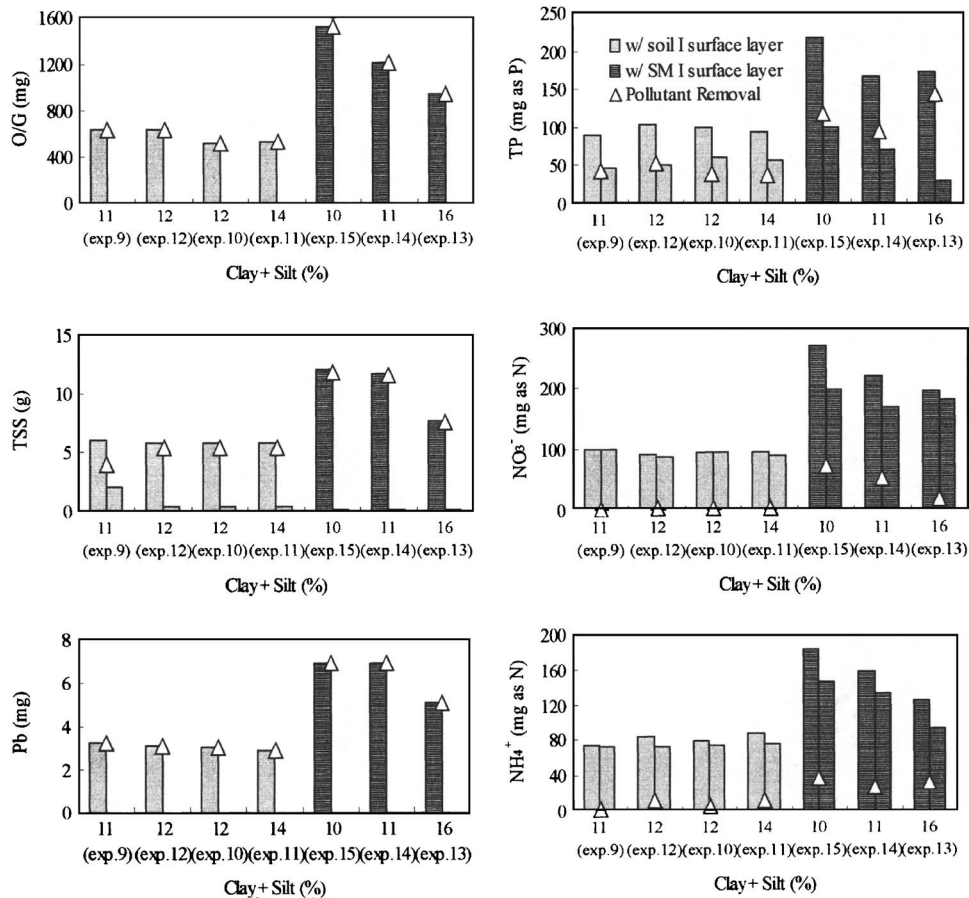 O/G (mg)
1600
1200
800
400
0
11 12 12 14 10 11 16
(exp.9) (exp.12)(exp.10)(exp.11)(exp.15)(exp.14)(exp.13)
Clay+ Silt (%)
TP (mg as P)
250
200
150
100
50
0
w/ soil I surface layer
w/ SM I surface layer
Pollutant Removal
11 12 12 14 10 11 16
(exp.9) (exp.12)(exp.10)(exp.11)(exp.15)(exp.14)(exp.13)
Clay+ Silt (%)
TSS (g)
15
10
5
0
11 12 12 14 10 11 16
(exp.9) (exp.12)(exp.10)(exp.11)(exp.15)(exp.14)(exp.13)
Clay+ Silt (%)
NO3- (mg as N)
300
200
100
0
11 12 12 14 10 11 16
(exp.9) (exp.12)(exp.10)(exp.11)(exp.15)(exp.14)(exp.13)
Clay+ Silt (%)
Pb (mg)
8
6
4
2
0
11 12 12 14 10 11 16
(exp.9) (exp.12)(exp.10)(exp.11)(exp.15)(exp.14)(exp.13)
Clay+ Silt (%)
NH4+ (mg as N)
200
160
120
80
40
0
11 12 12 14 10 11 16
(exp.9) (exp.12)(exp.10)(exp.11)(exp.15)(exp.14)(exp.13)
Clay+ Silt (%)